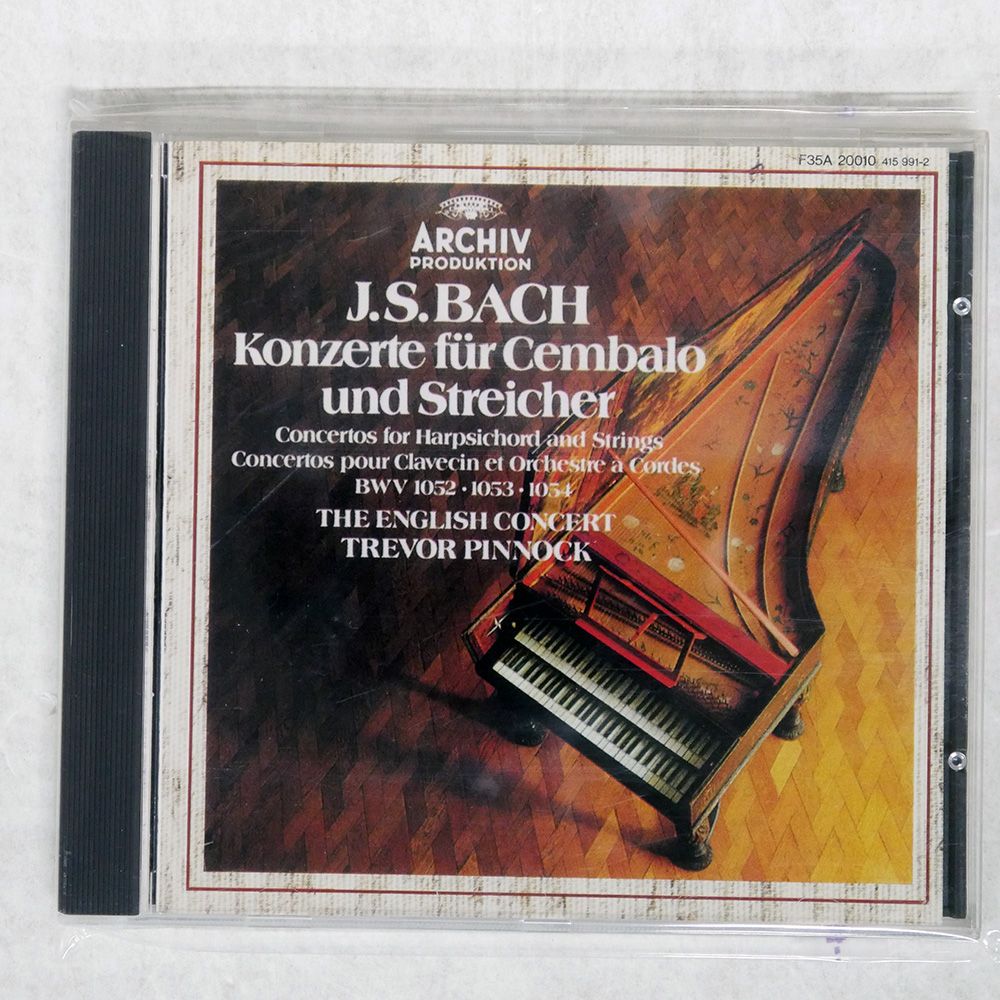 F35A 20010 415 991-2
ARCHIV
PRODUKTION
J.S.BACH
Konzerte für Cembalo
und Streicher
Concertos for Harpsichord and Strings
Concertos pour Clavecin et Orchestre à Cordes
BWV 1052 · 1053 · 1054
THE ENGLISH CONCERT
TREVOR PINNOCK